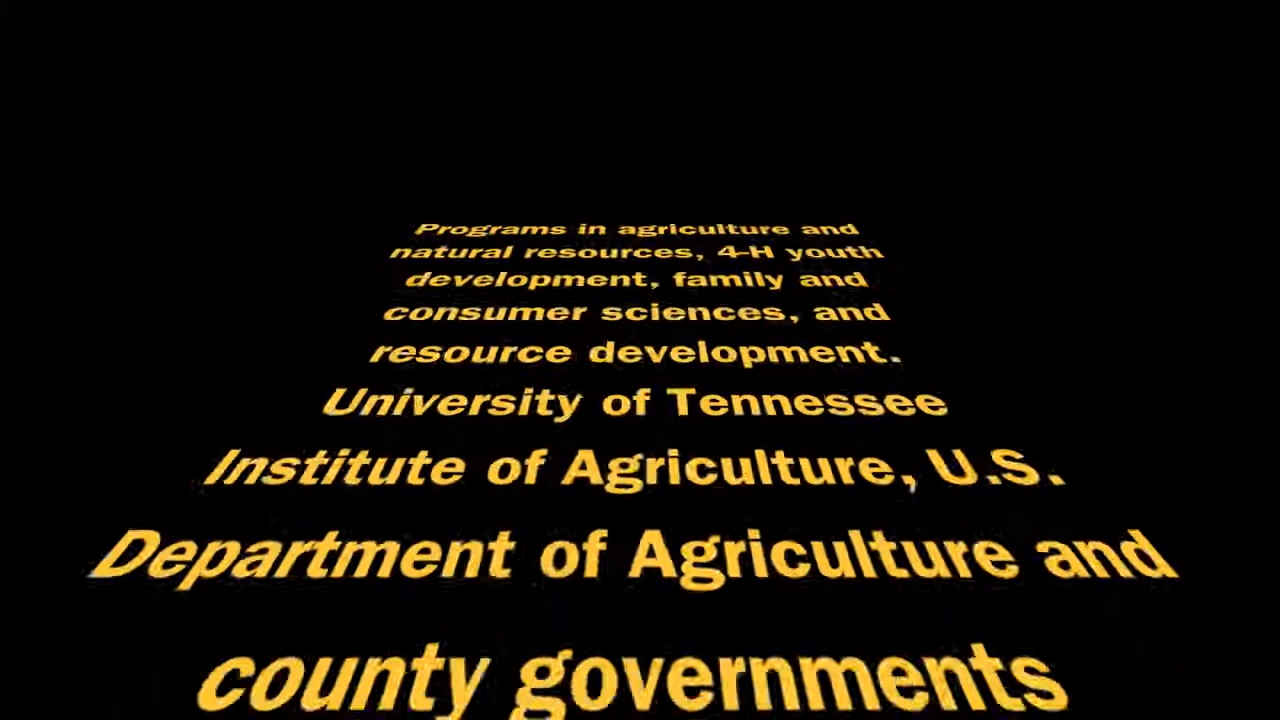 Programs in agriculture and
natural resources, 4-H youth
development, family and
consumer sciences, and
resource development.
University of Tennessee
Institute of Agriculture, U.S.
Department of Agriculture and
county governments